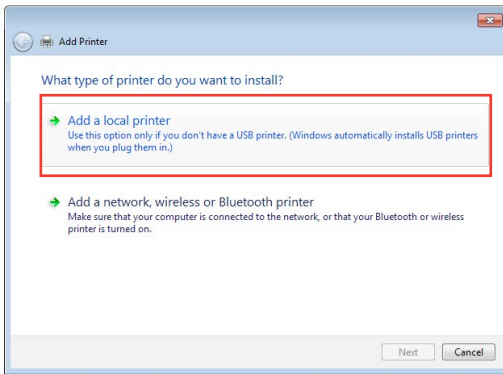 Add Printer
What type of printer do you want to install?
Add a local printer
Use this option only if you don't have a USB printer. (Windows automatically installs USB printers
when you plug them in.)
Add a network, wireless or Bluetooth printer
Make sure that your computer is connected to the network, or that your Bluetooth or wireless
printer is turned on.
Next Cancel